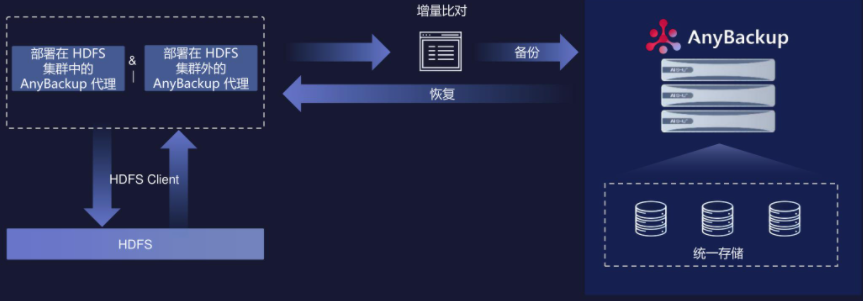 增量比对
部署在 HDFS
集群中的
AnyBackup 代理
&
|
部署在 HDFS
集群外的
AnyBackup 代理
备份
恢复
AnyBackup
HDFS Client
HDFS
统一存储